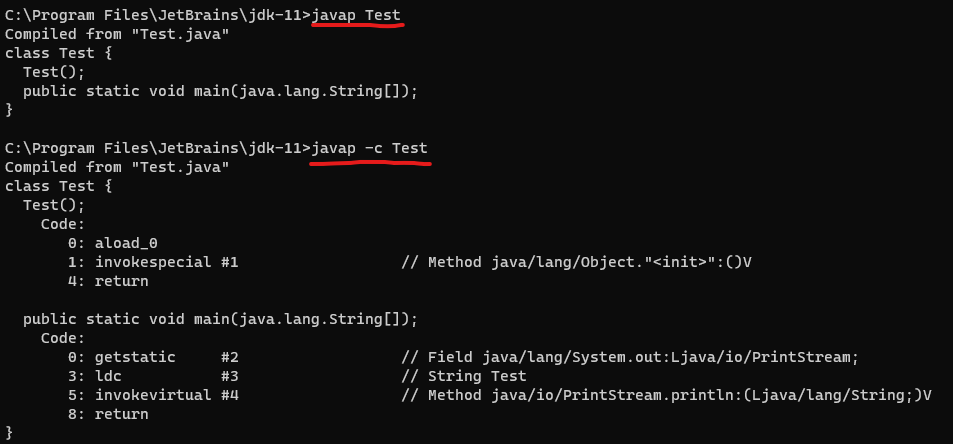 C:\Program Files\JetBrains\jdk-11>javap Test
Compiled from "Test.java"
class Test {
  Test();
  public static void main(java.lang.String[]);
}

C:\Program Files\JetBrains\jdk-11>javap -c Test
Compiled from "Test.java"
class Test {
  Test();
    Code:
       0: aload_0
       1: invokespecial #1                  // Method java/lang/Object."<init>":()V
       4: return

  public static void main(java.lang.String[]);
    Code:
       0: getstatic     #2                  // Field java/lang/System.out:Ljava/io/PrintStream;
       3: ldc           #3                  // String Test
       5: invokevirtual #4                  // Method java/io/PrintStream.println:(Ljava/lang/String;)V
       8: return
}